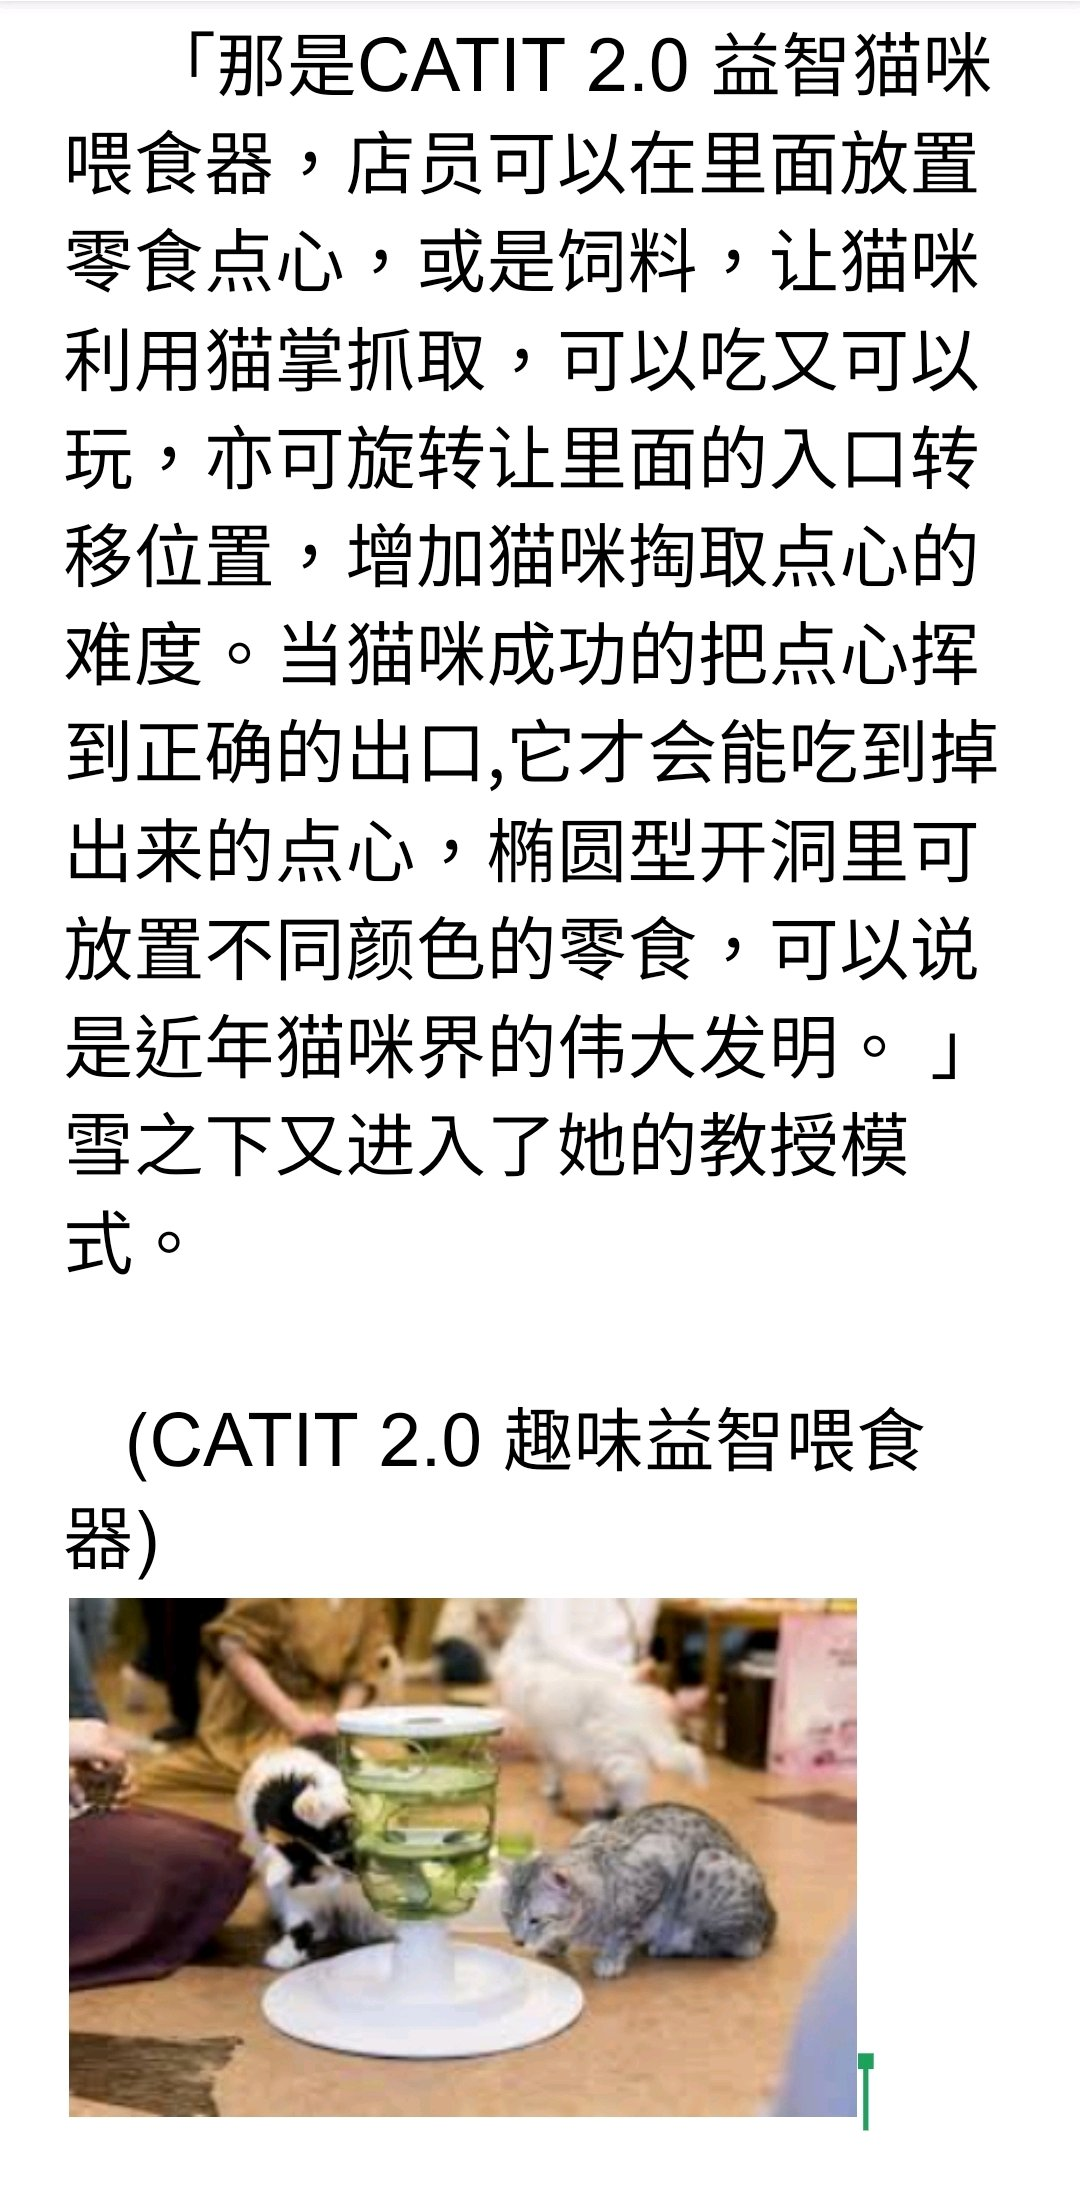 「那是CATIT 2.0 益智猫咪
喂食器，店员可以在里面放置
零食点心，或是饲料，让猫咪
利用猫掌抓取，可以吃又可以
玩，亦可旋转让里面的入口转
移位置，增加猫咪掏取点心的
难度。当猫咪成功的把点心挥
到正确的出口,它才会能吃到掉
出来的点心，椭圆型开洞里可
放置不同颜色的零食，可以说
是近年猫咪界的伟大发明。 」
雪之下又进入了她的教授模
式。
(CATIT 2.0 趣味益智喂食
器)